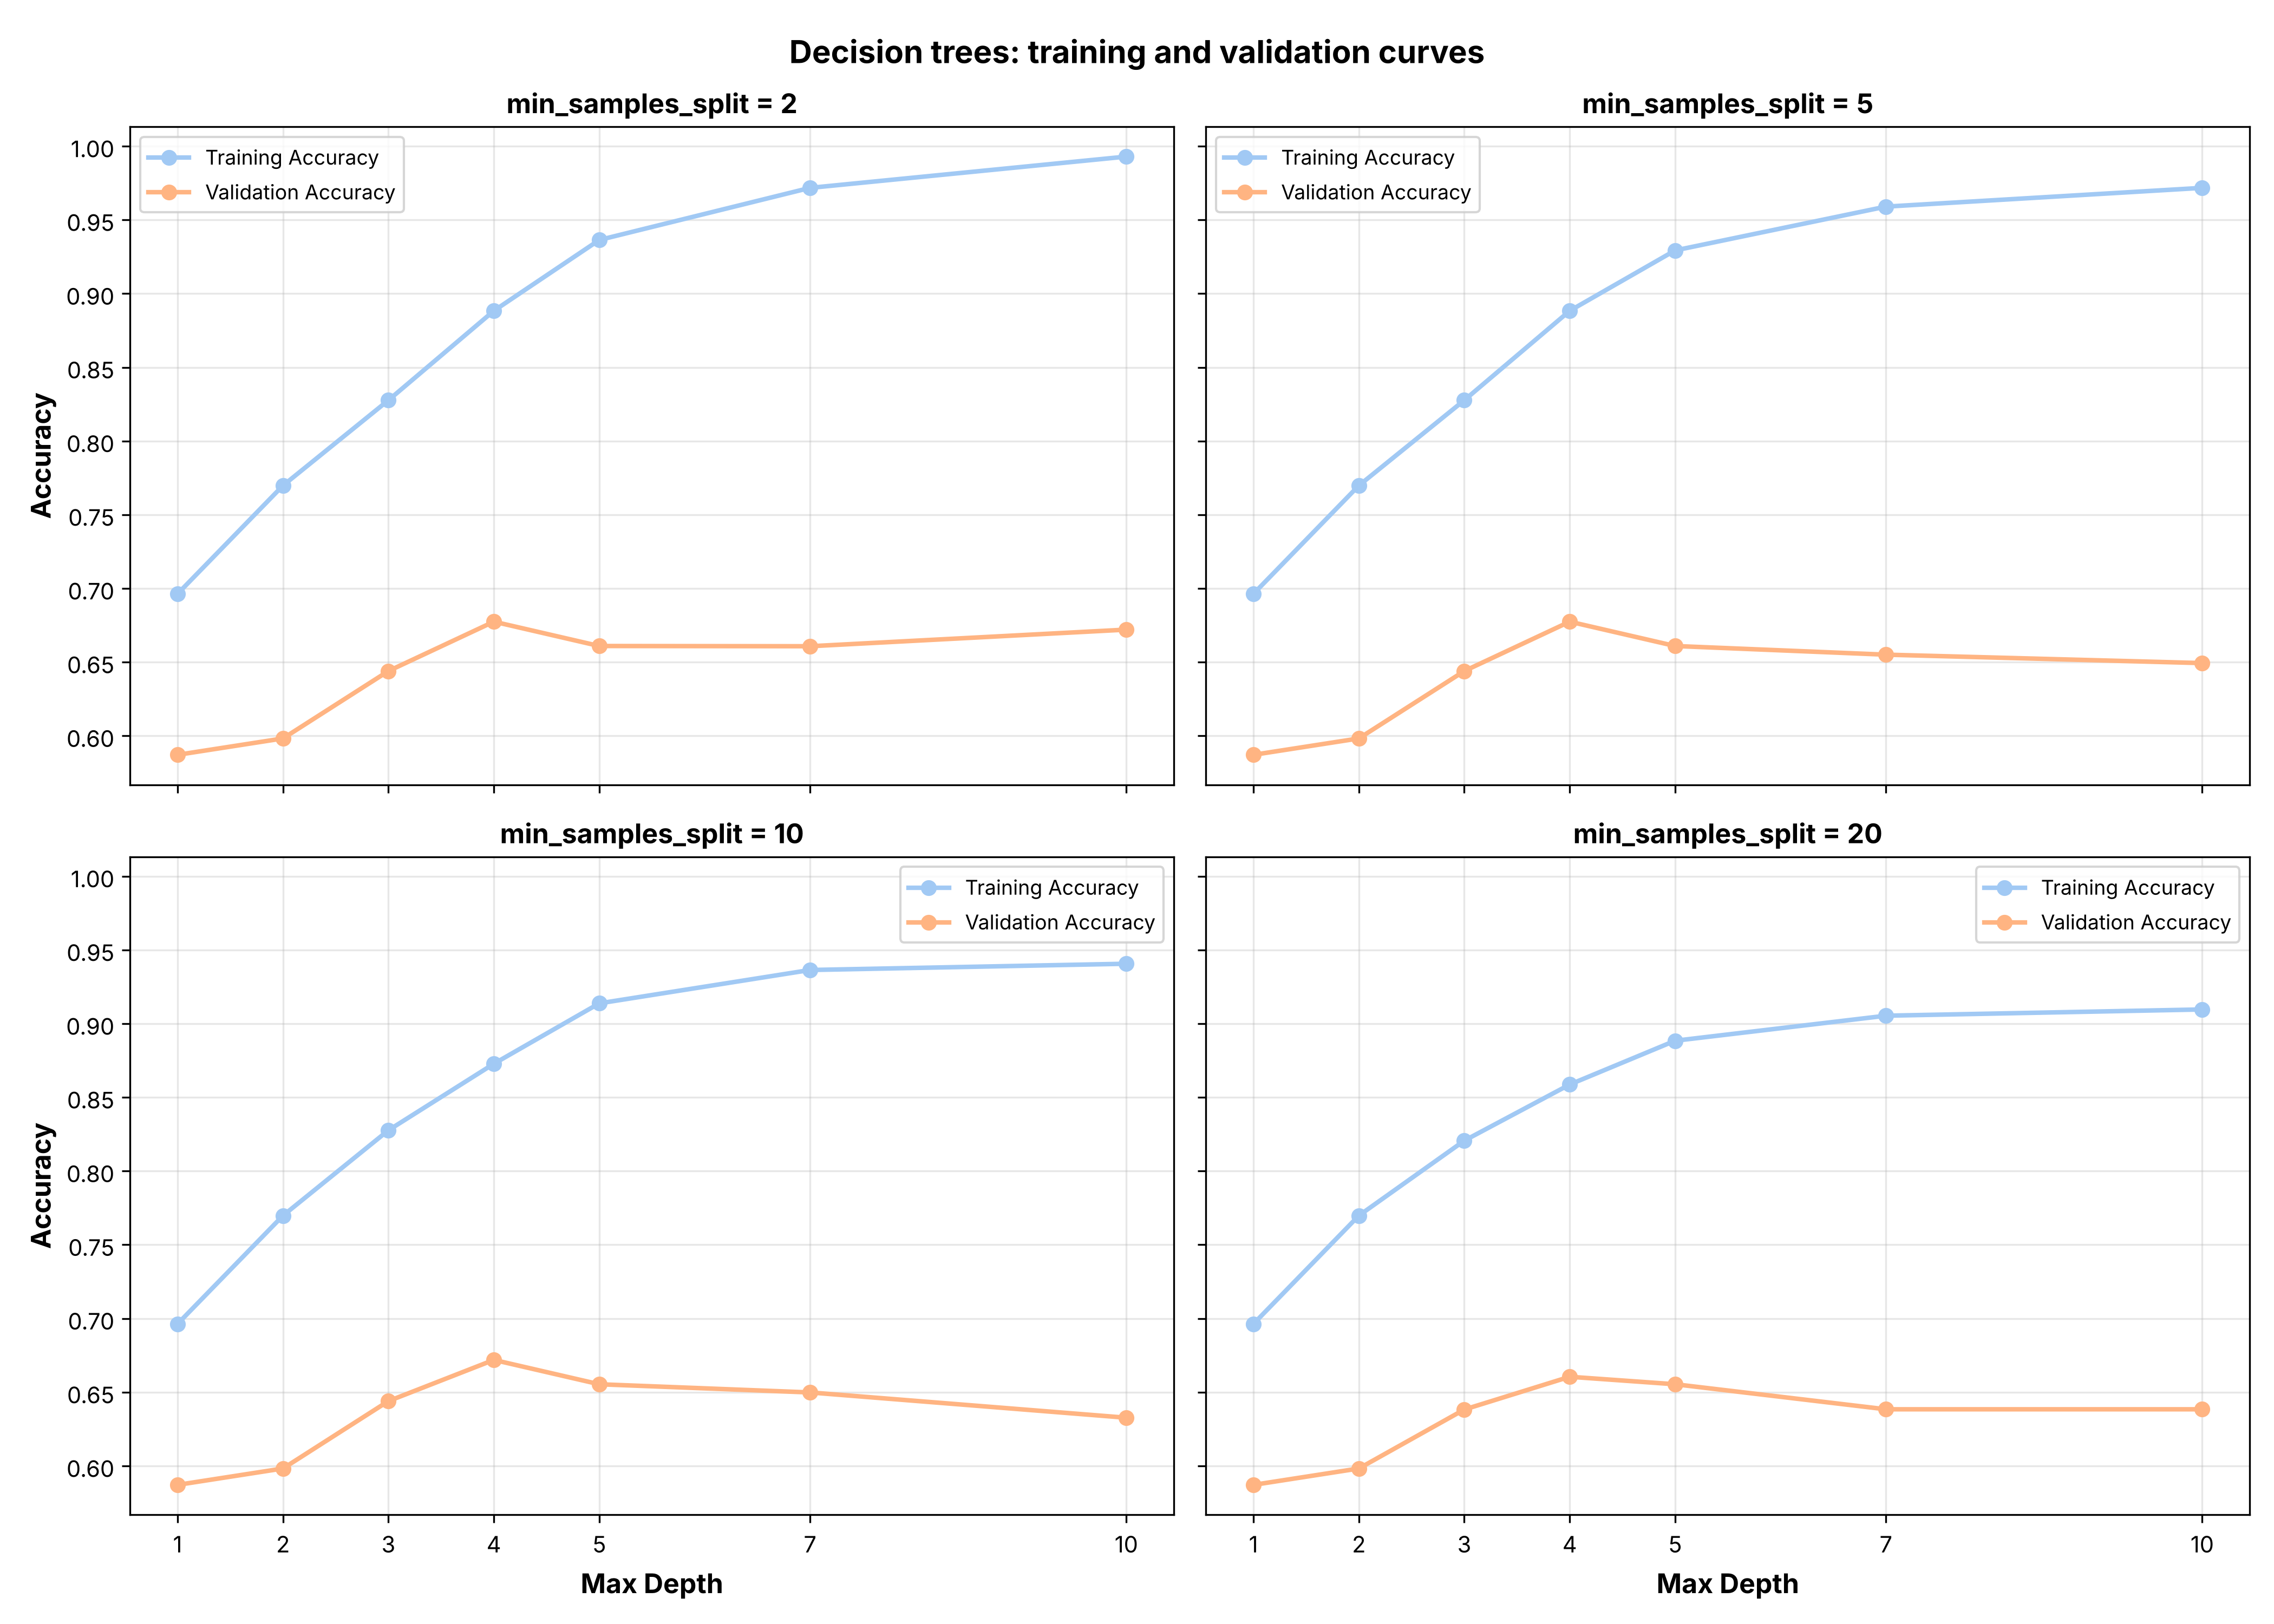 Decision trees: training and validation curves
min_samples_split = 2
Training Accuracy
Validation Accuracy
1.00
0.95
0.90
0.85
0.80
0.75
0.70
0.65
0.60
Accuracy
min_samples_split = 5
Training Accuracy
Validation Accuracy
min_samples_split = 10
Training Accuracy
Validation Accuracy
1.00
0.95
0.90
0.85
0.80
0.75
0.70
0.65
0.60
Accuracy
1 2 3 4 5 7 10
Max Depth
min_samples_split = 20
Training Accuracy
Validation Accuracy
1 2 3 4 5 7 10
Max Depth